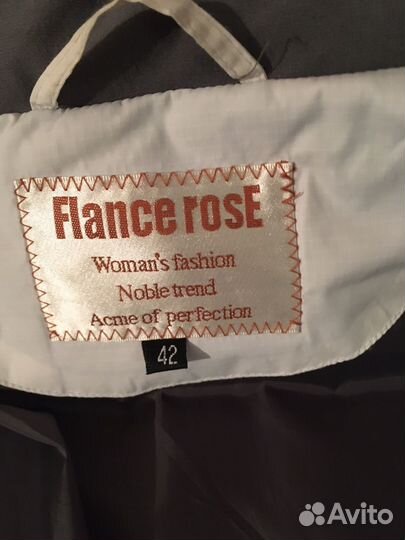 Flance rosE
Woman's fashion
Noble trend
Acme of perfection
42
Avito